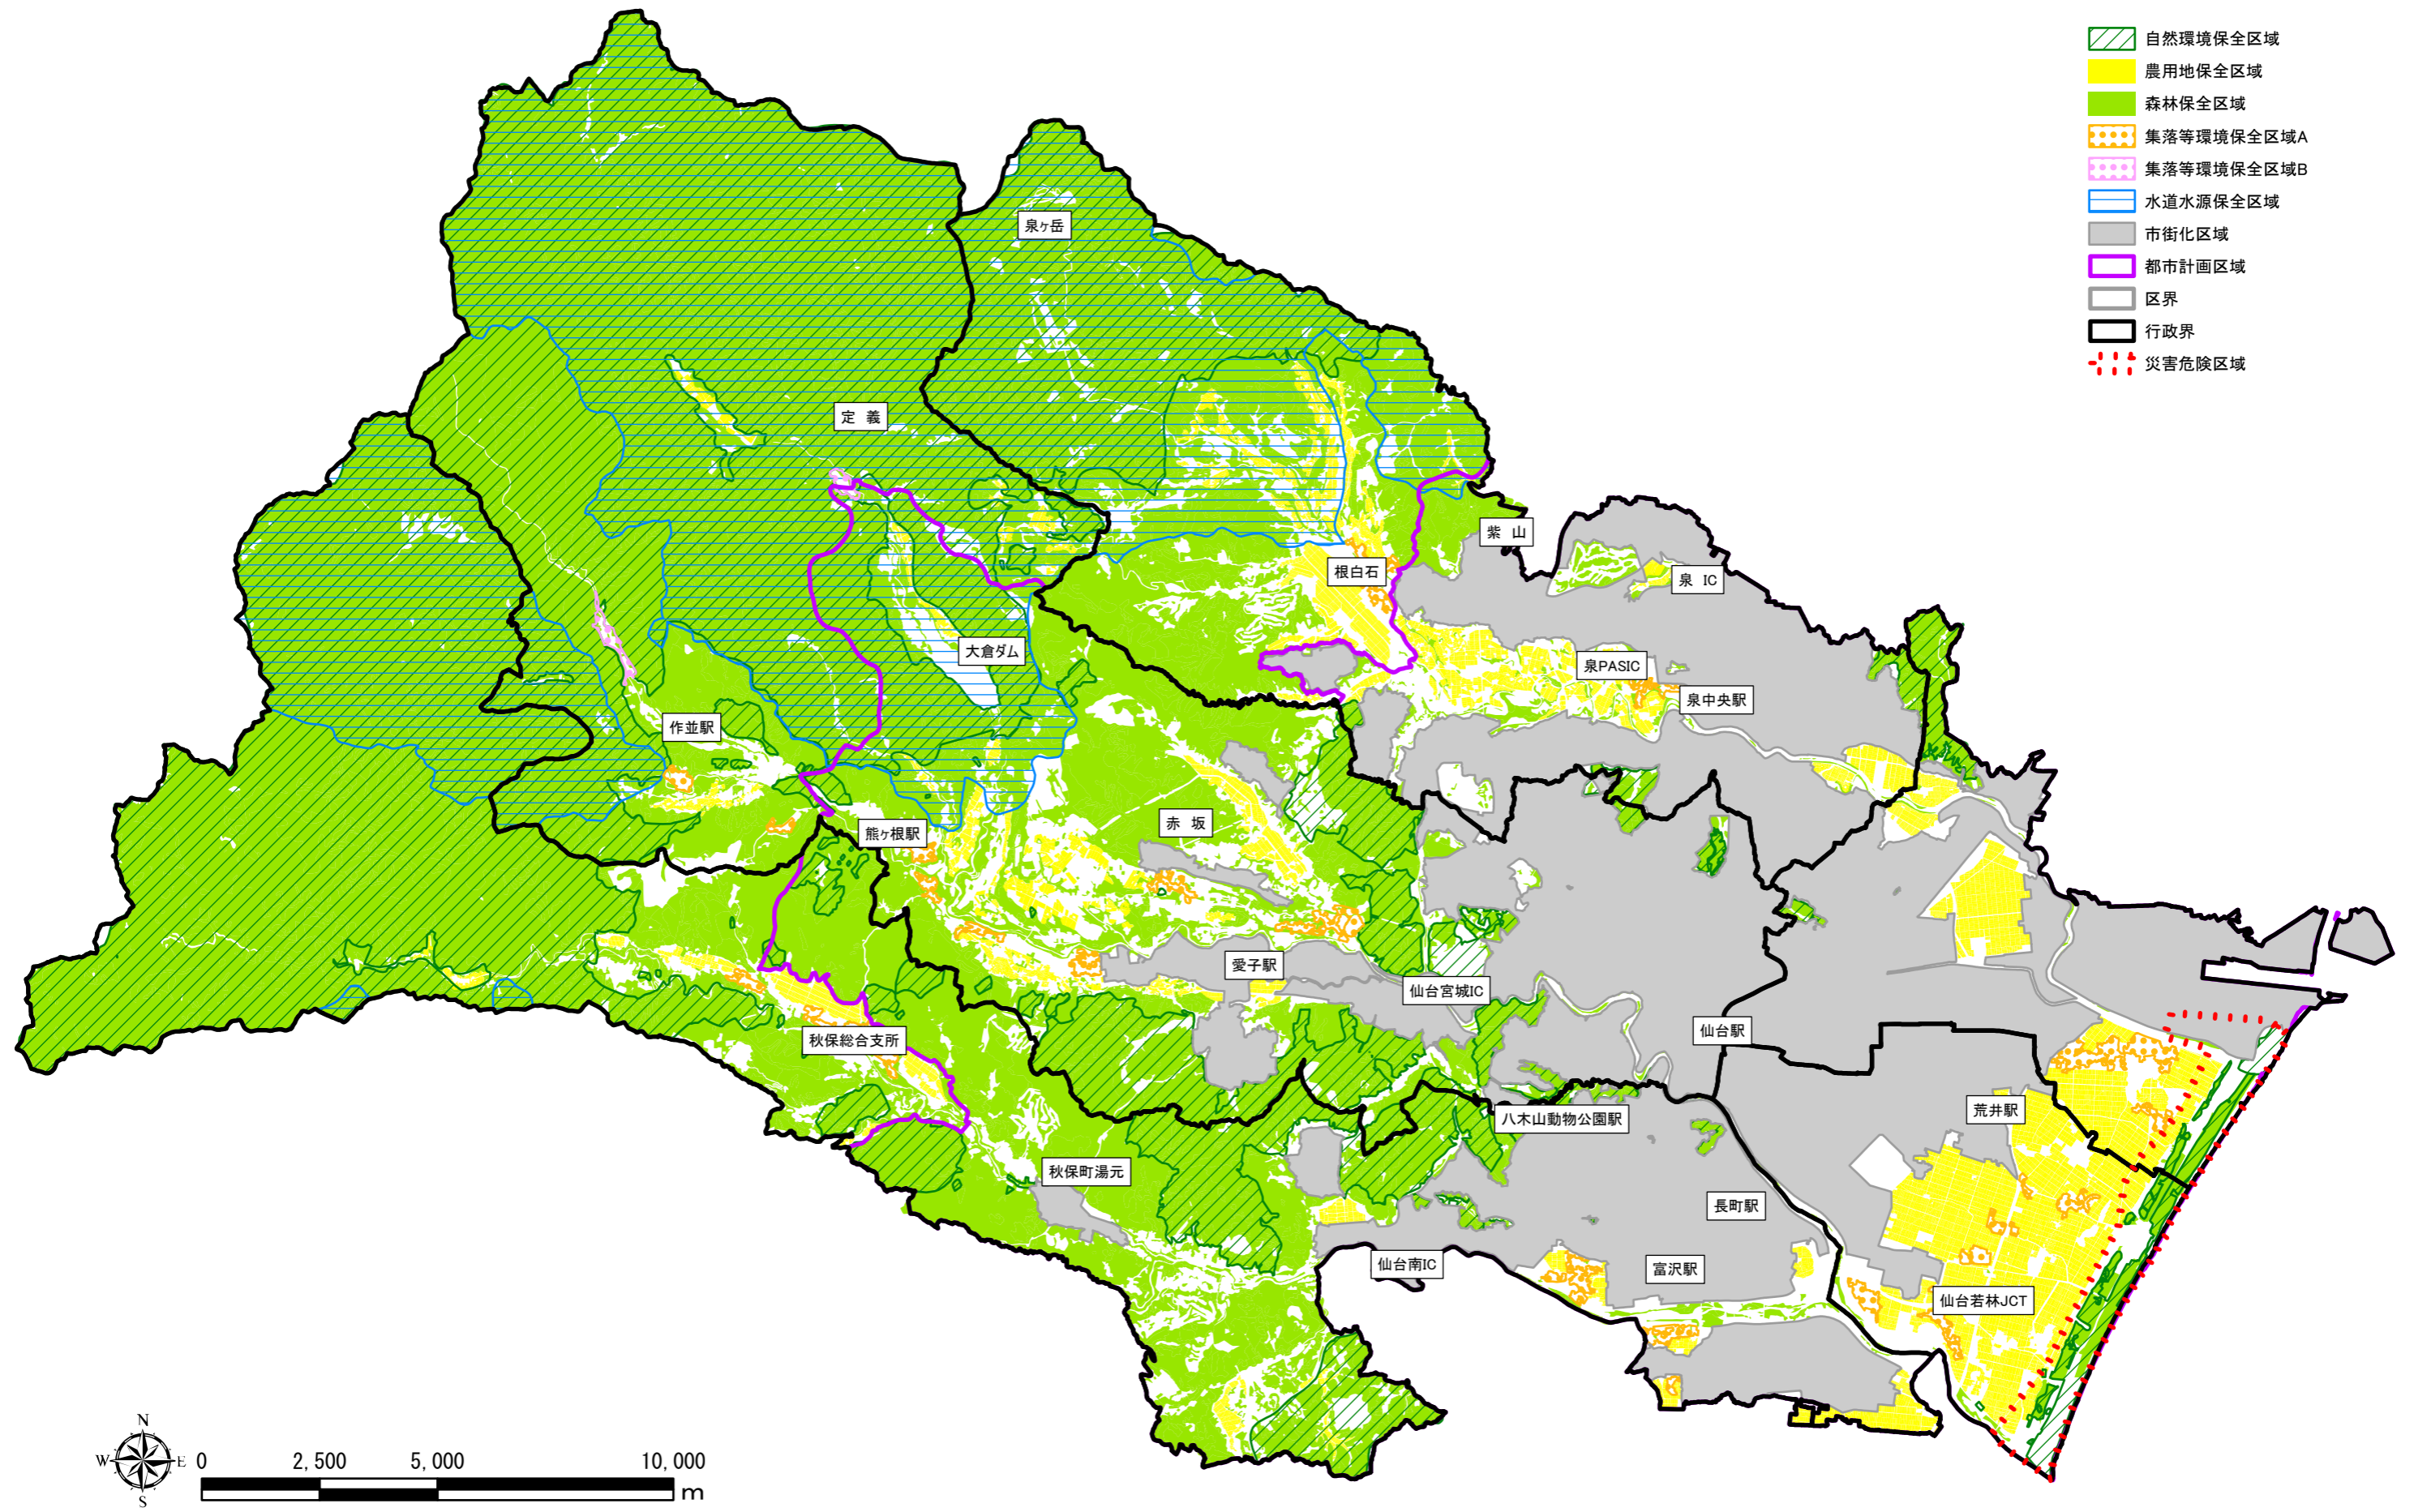 自然環境保全区域
農用地保全区域
森林保全区域
集落等環境保全区域A
集落等環境保全区域B
水道水源保全区域
市街化区域
都市計画区域
区界
行政界
災害危険区域
泉ヶ岳
定 義
紫 山
根白石
泉 IC
大倉ダム
泉PASIC
泉中央駅
作並駅
熊ヶ根駅
赤 坂
愛子駅
仙台宮城IC
仙台駅
秋保総合支所
荒井駅
八木山動物公園駅
秋保町湯元
長町駅
仙台南IC
富沢駅
仙台若林JCT
N
W E
S
0 2,500 5,000 10,000
m